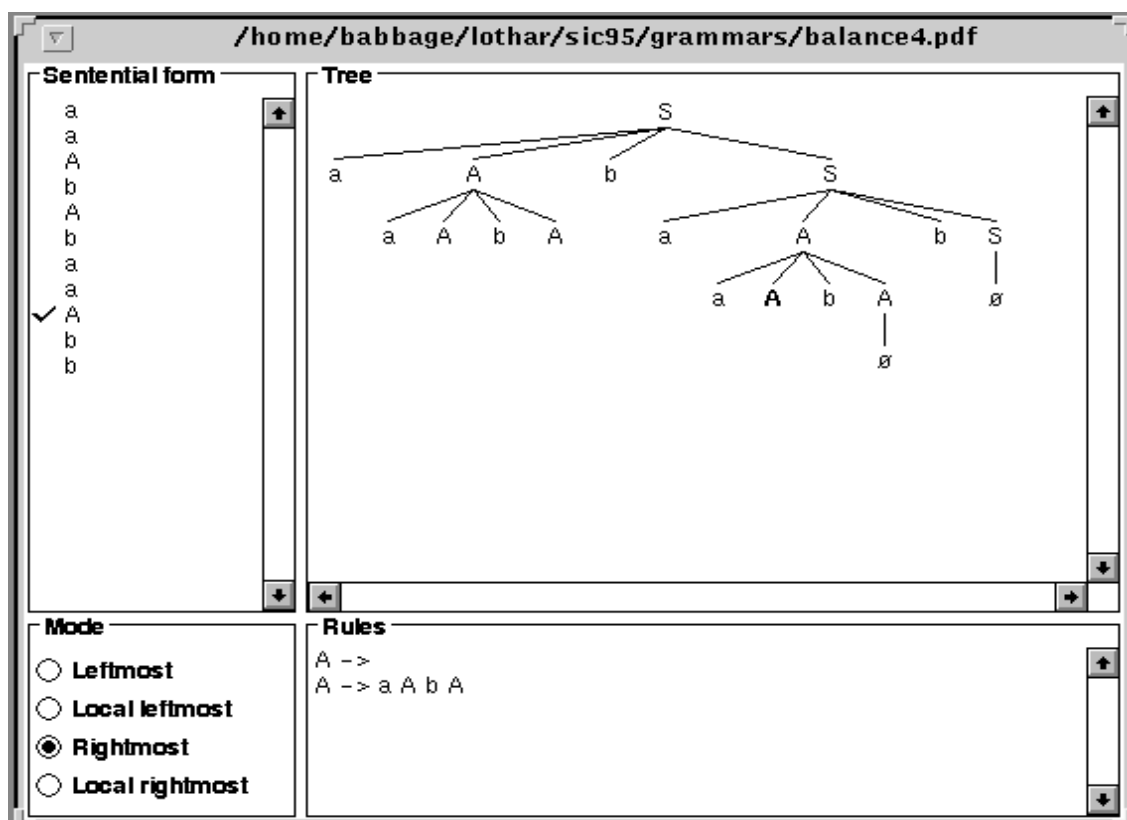 /home/babbage/lothar/sic95/grammars/balance4.pdf
Sentential form
a
a
A
b
A
b
a
a
A
b
b
Tree
S
a A b S
a A b A a A b S
a A b A ø
ø
Mode
Leftmost
Local leftmost
Rightmost
Local rightmost
Rules
A ->
A -> a A b A